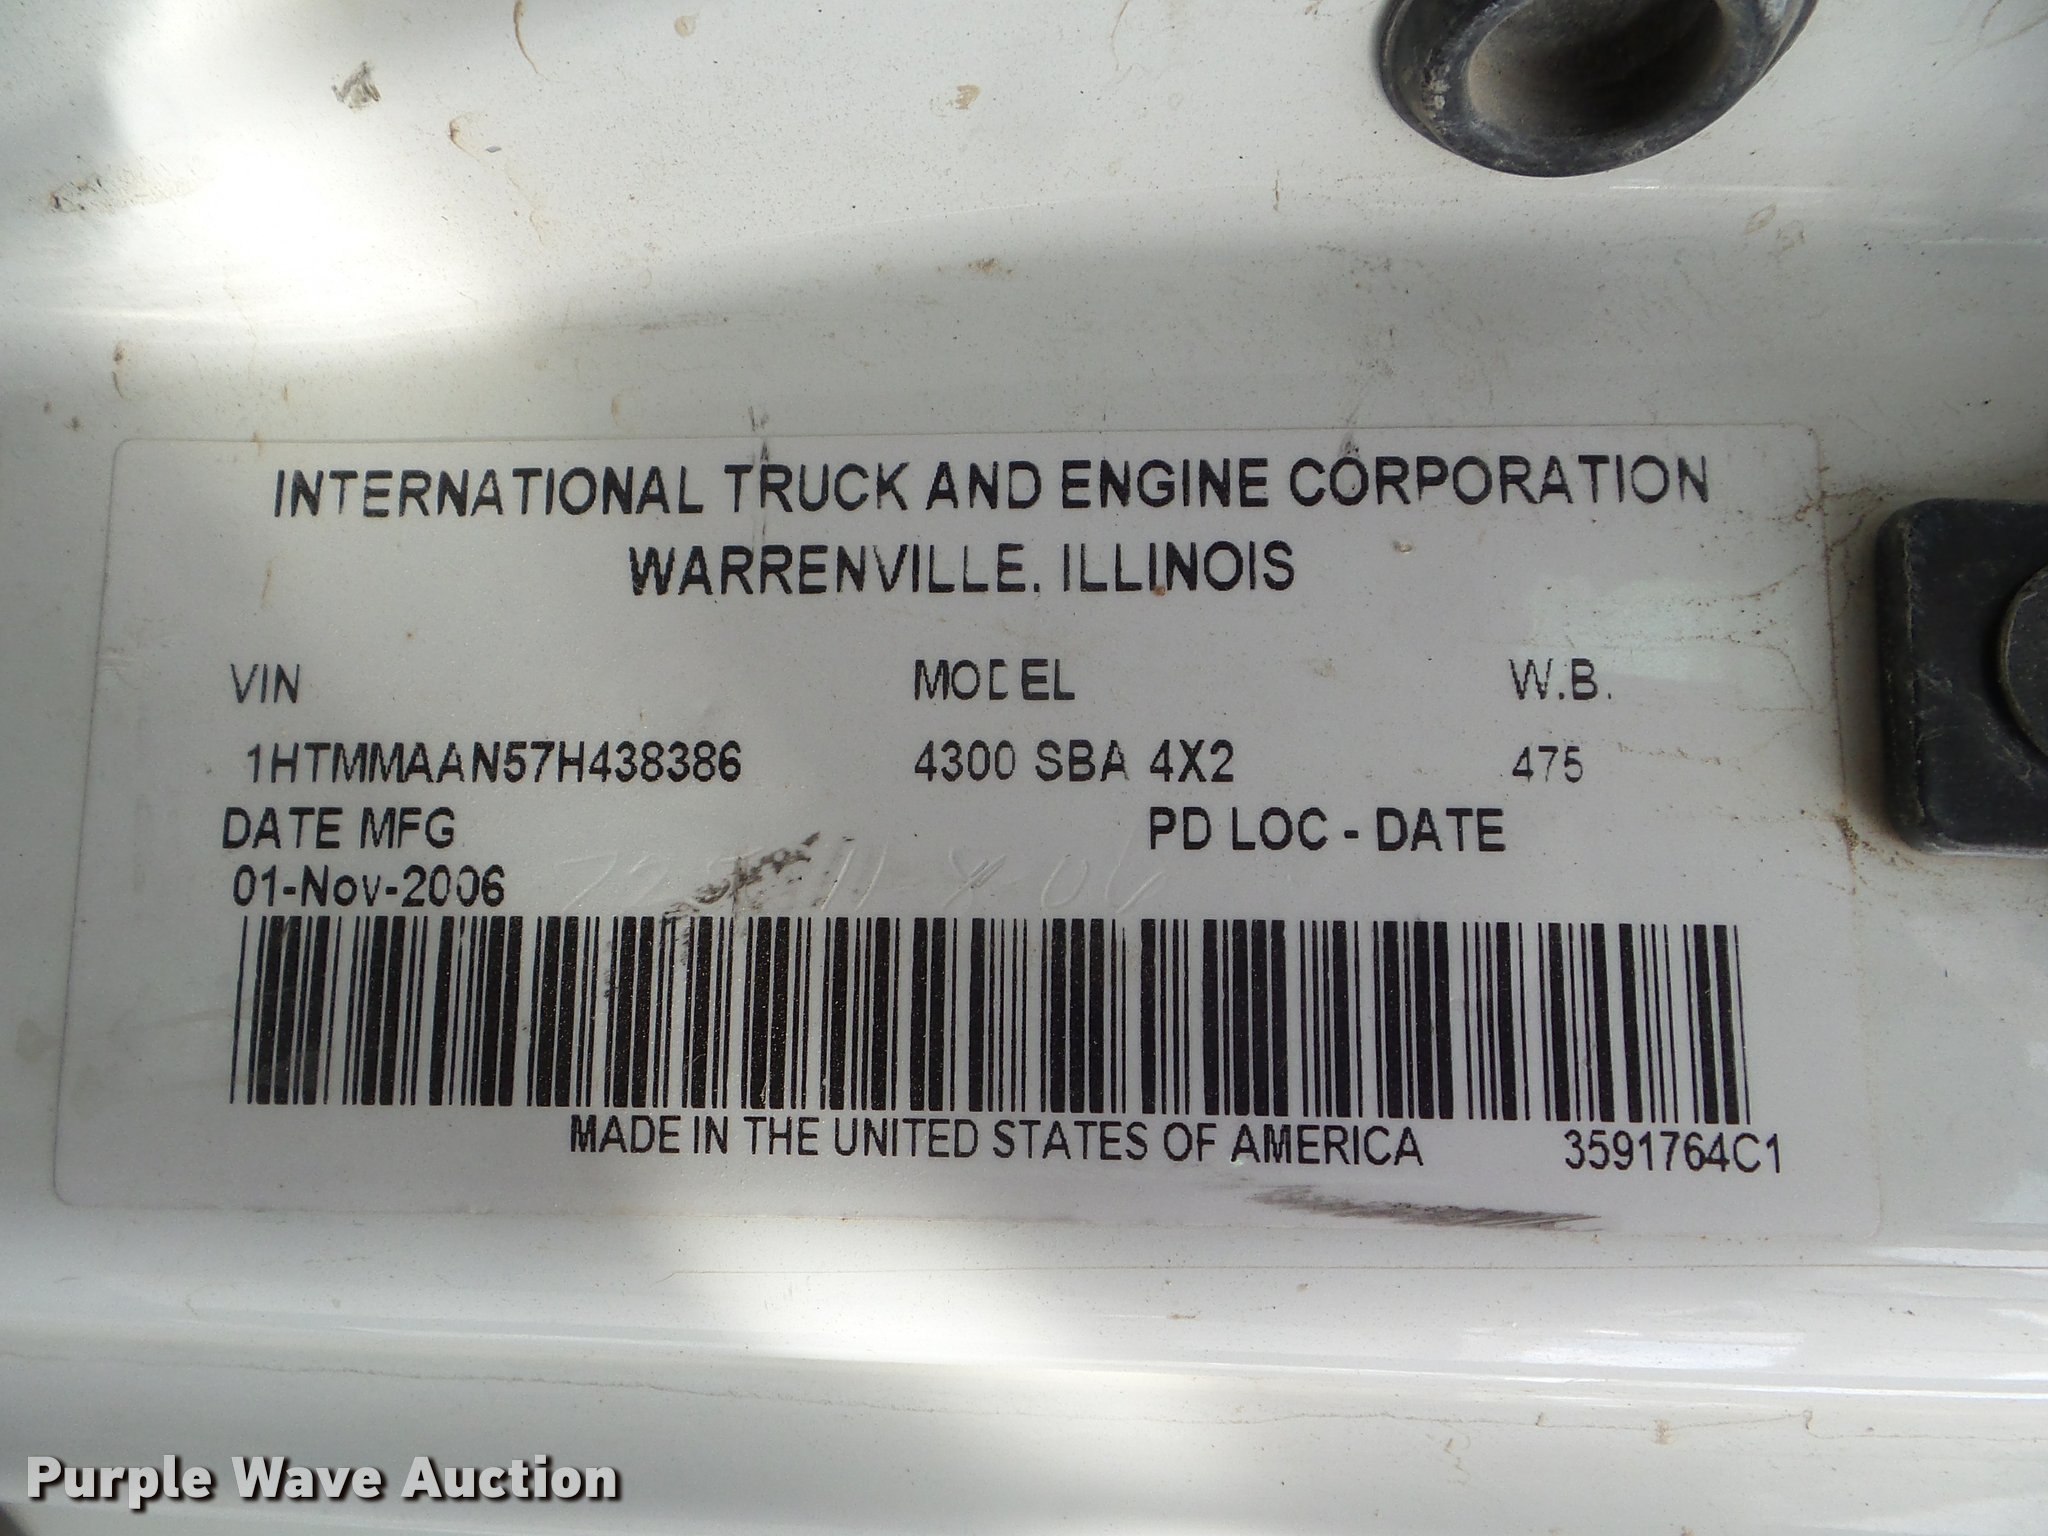 INTERNATIONAL TRUCK AND ENGINE CORPORATION
WARRENVILLE, ILLINOIS
VIN MODEL W.B.
1HTMMAAN57H438386 4300 SBA 4X2 475
DATE MFG PD LOC - DATE
01-Nov-2006
MADE IN THE UNITED STATES OF AMERICA 3591764C1
Purple Wave Auction